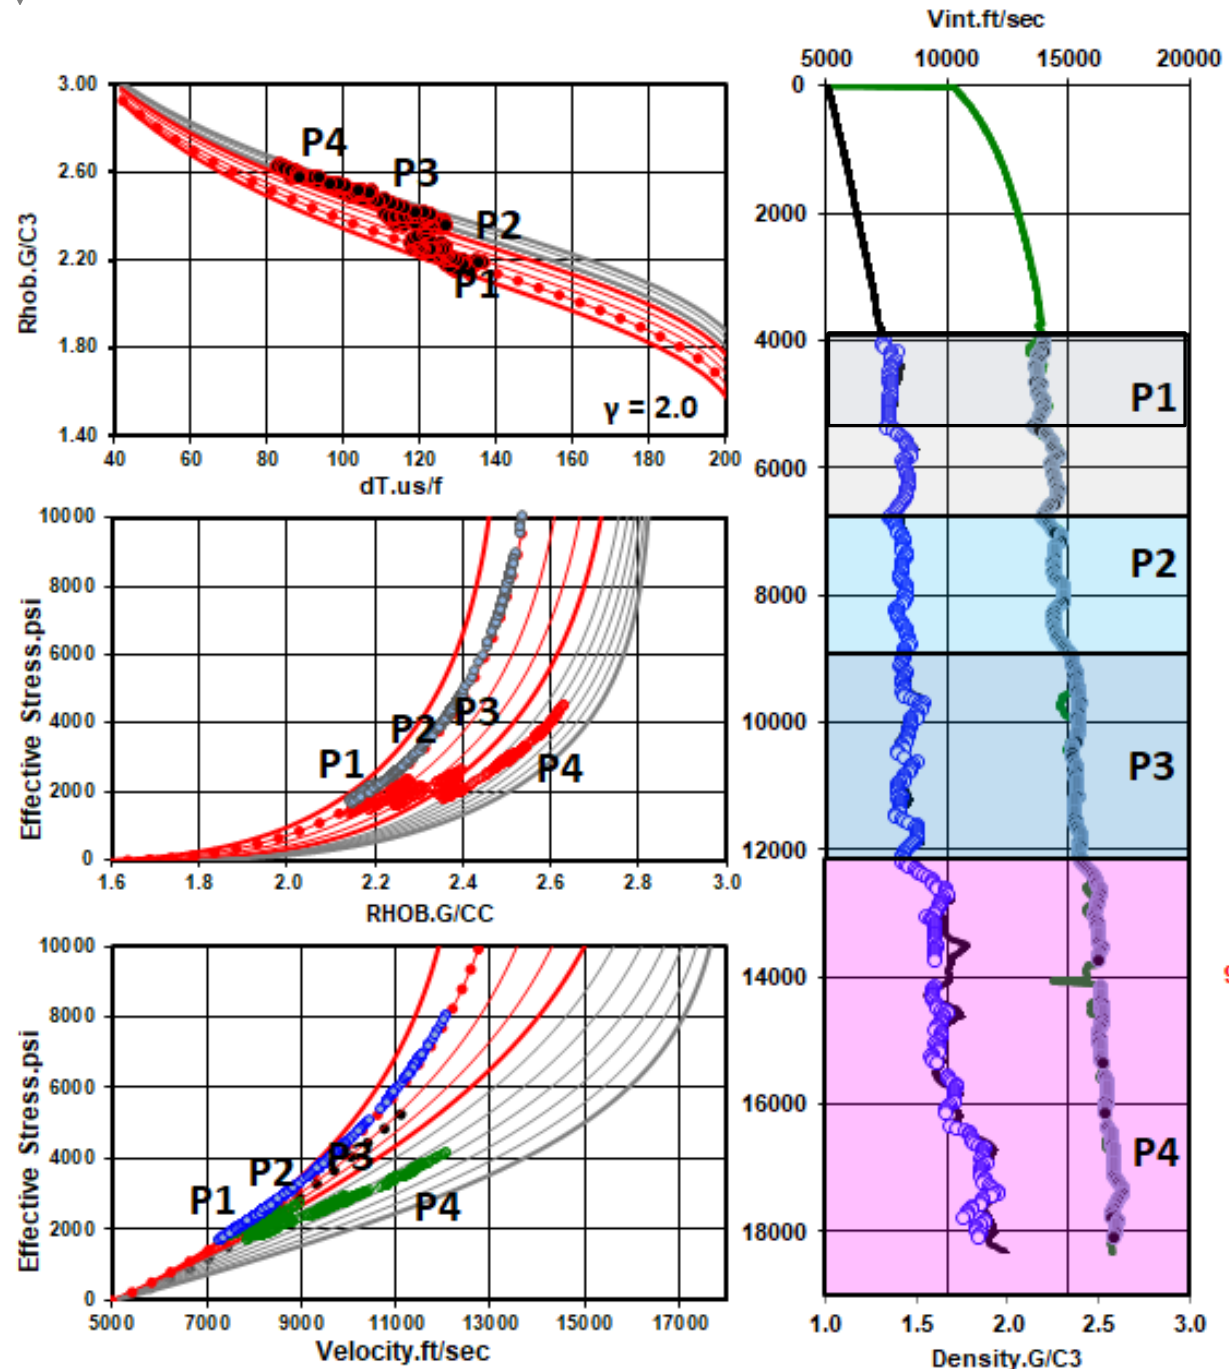 Vint.ft/sec
5000 10000 15000 20000
0
2000
4000
6000
8000
10000
12000
14000
16000
18000
P1
P2
P3
P4
1.0 1.5 2.0 2.5 3.0
Density.G/C3
3.00
2.60
2.20
1.80
1.40
Rhob.G/C3
P4
P3
P2
P1
γ = 2.0
40 60 80 100 120 140 160 180 200
dT.us/f
10000
8000
6000
4000
2000
0
Effective Stress.psi
P1
P2
P3
P4
1.6 1.8 2.0 2.2 2.4 2.6 2.8 3.0
RHOB.G/CC
10000
8000
6000
4000
2000
0
Effective Stress.psi
P1
P2
P3
P4
5000 7000 9000 11000 13000 15000 17000
Velocity.ft/sec